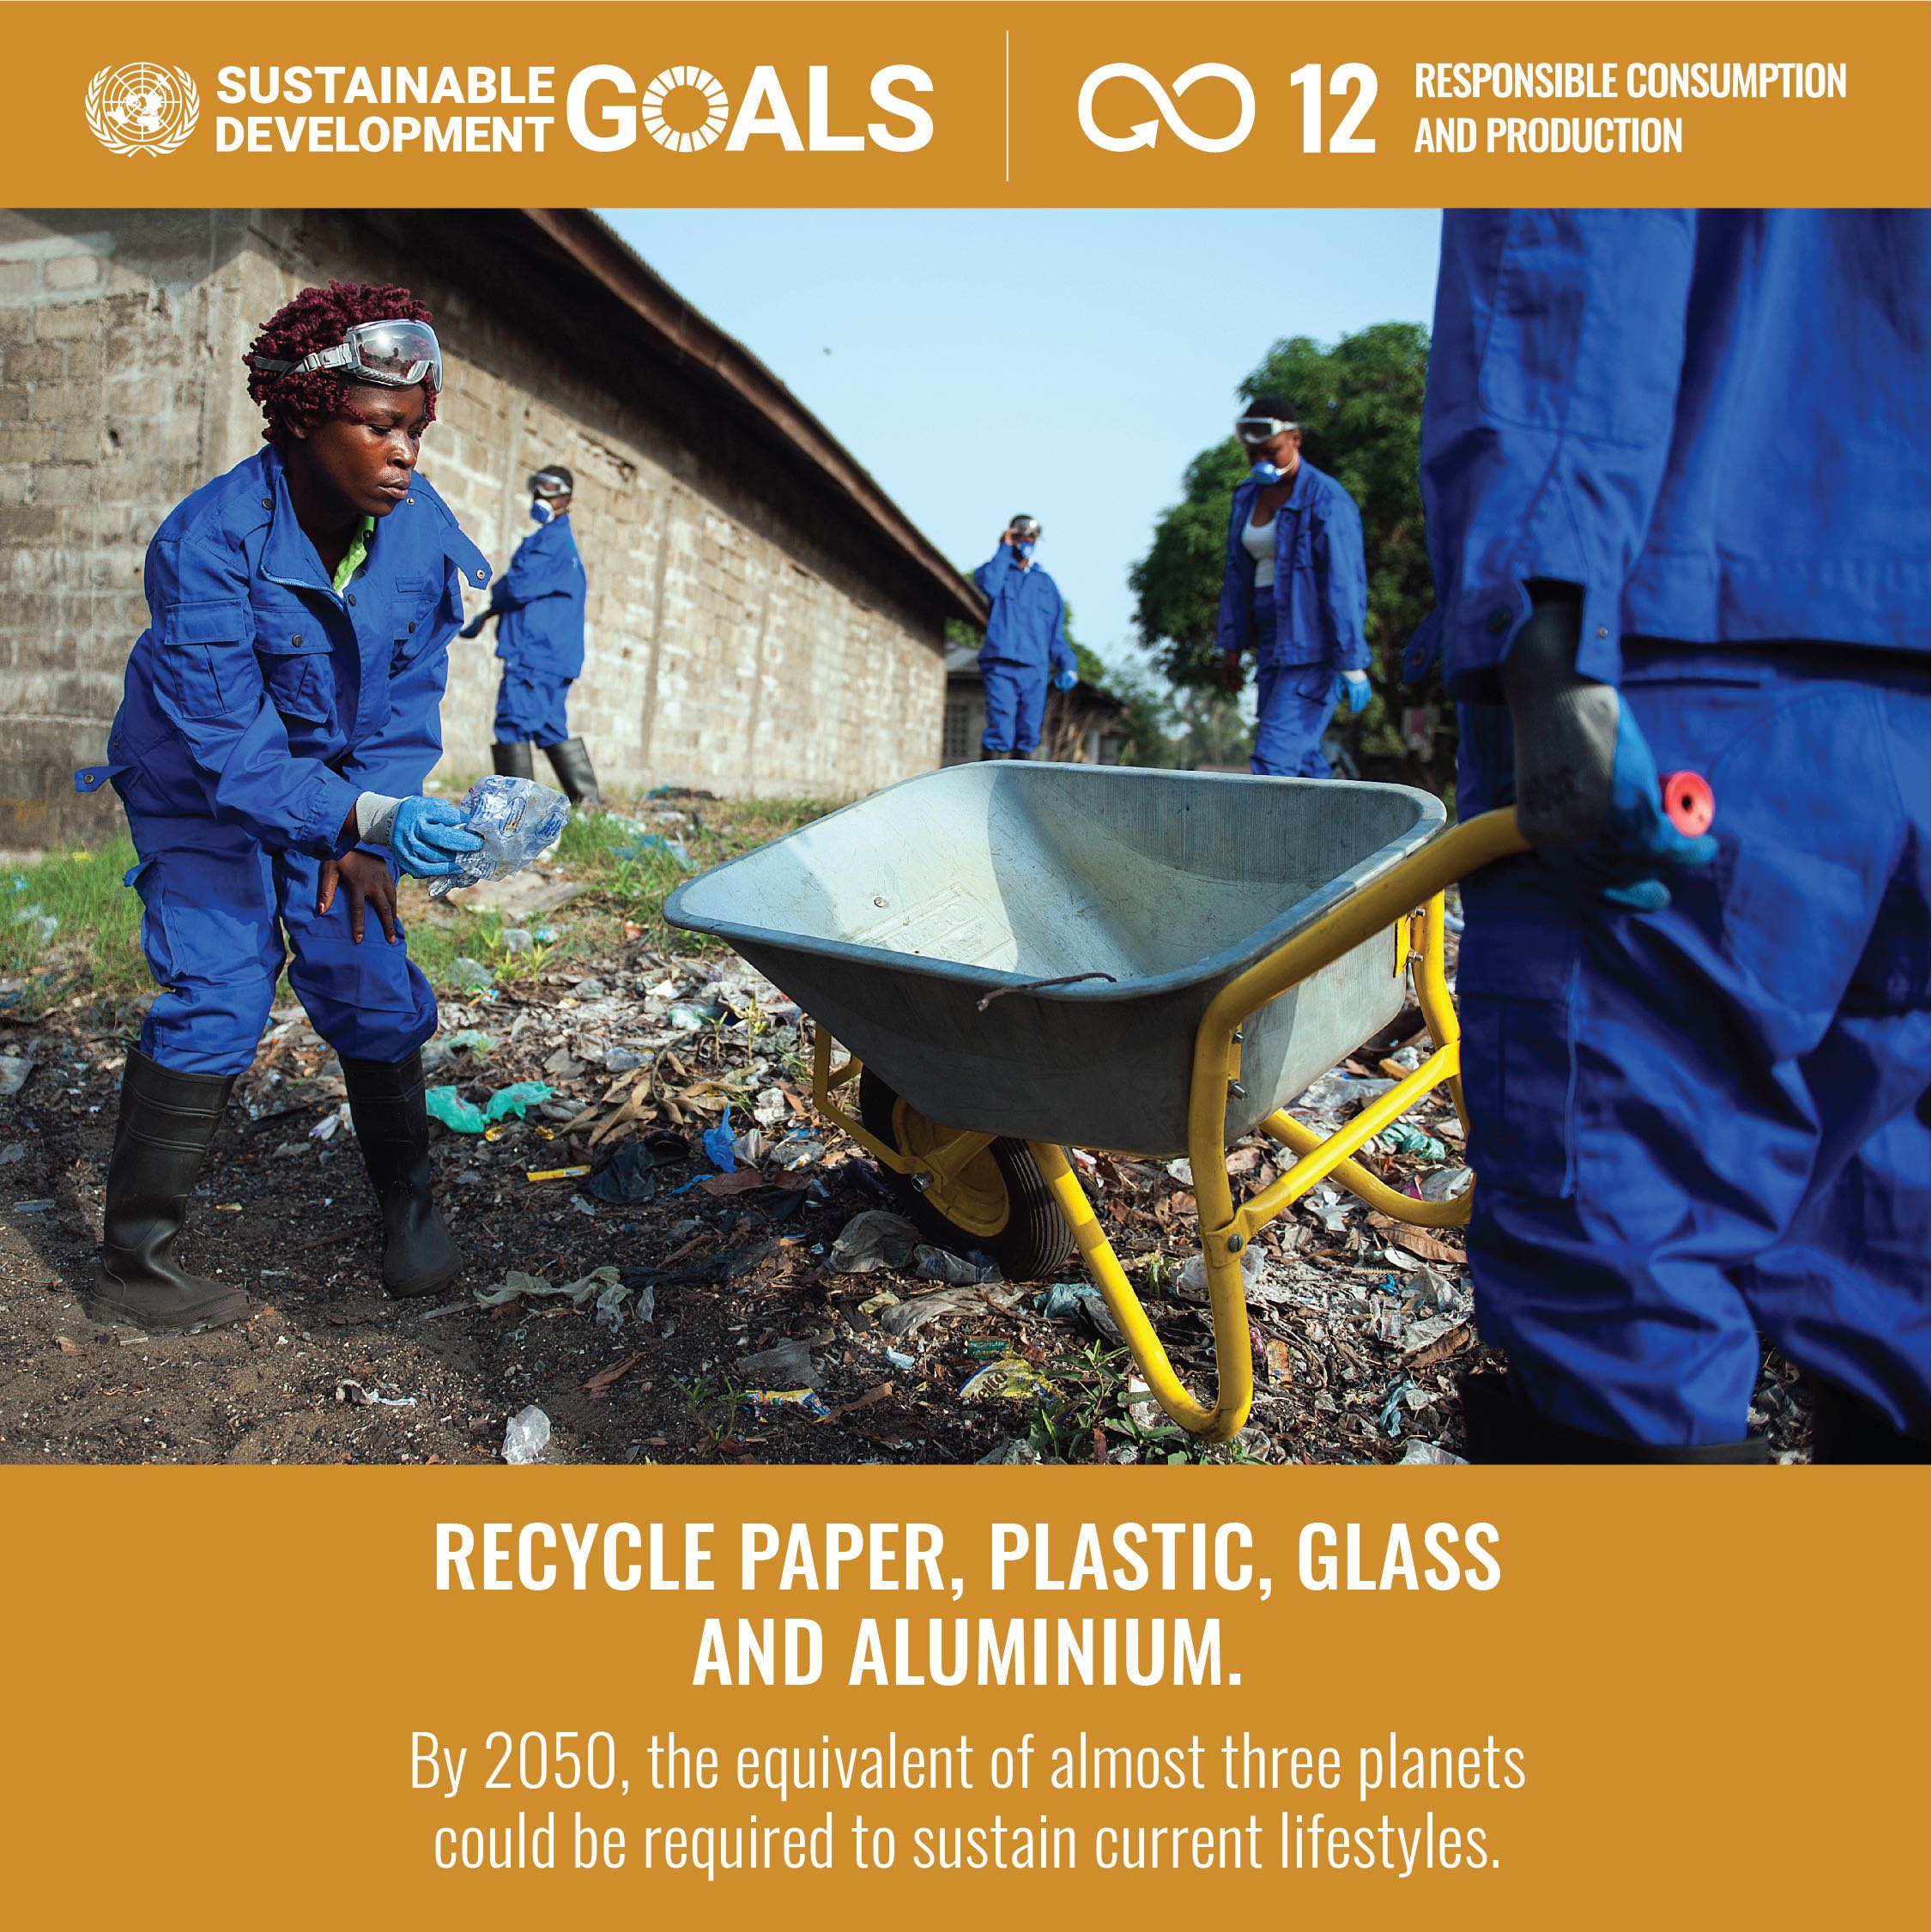 SUSTAINABLE
DEVELOPMENT GOALS
12 RESPONSIBLE CONSUMPTION
AND PRODUCTION
RECYCLE PAPER, PLASTIC, GLASS
AND ALUMINIUM.
By 2050, the equivalent of almost three planets
could be required to sustain current lifestyles.